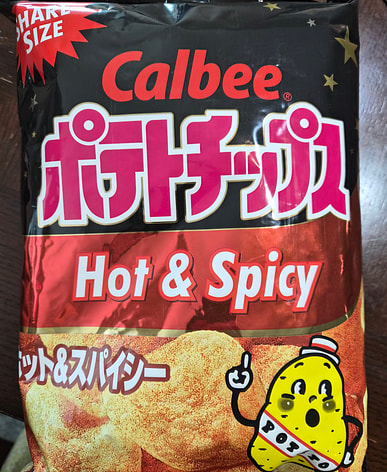 SHARE
SIZE
Calbee®
ポテトチップス
Hot & Spicy
ホット&スパイシー